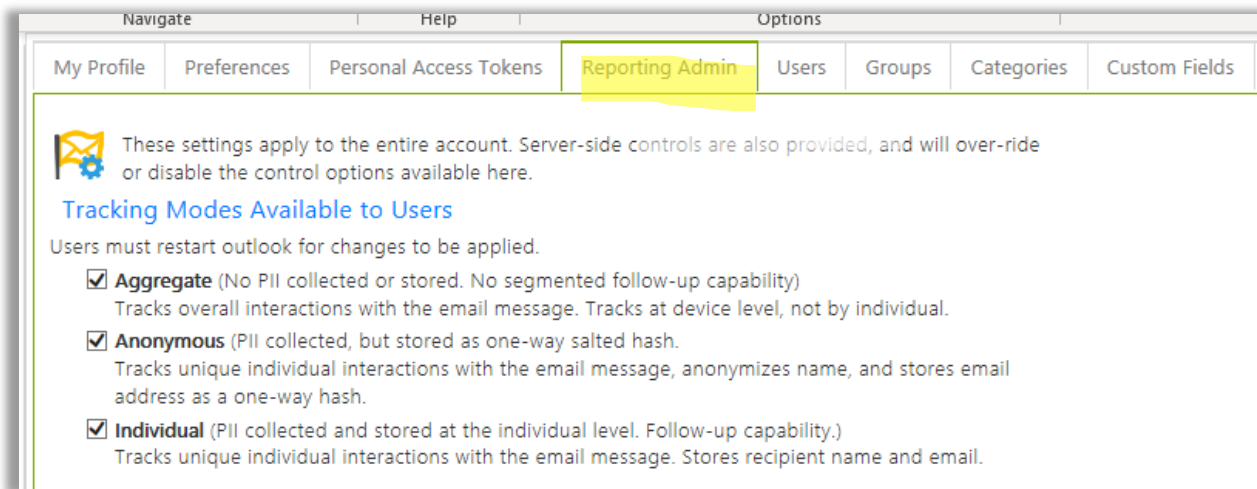 Navigate Help Options
My Profile Preferences Personal Access Tokens Reporting Admin Users Groups Categories Custom Fields
These settings apply to the entire account. Server-side controls are also provided, and will over-ride
or disable the control options available here.
Tracking Modes Available to Users
Users must restart outlook for changes to be applied.
Aggregate (No PII collected or stored. No segmented follow-up capability)
Tracks overall interactions with the email message. Tracks at device level, not by individual.
Anonymous (PII collected, but stored as one-way salted hash.
Tracks unique individual interactions with the email message, anonymizes name, and stores email
address as a one-way hash.
Individual (PII collected and stored at the individual level. Follow-up capability.)
Tracks unique individual interactions with the email message. Stores recipient name and email.